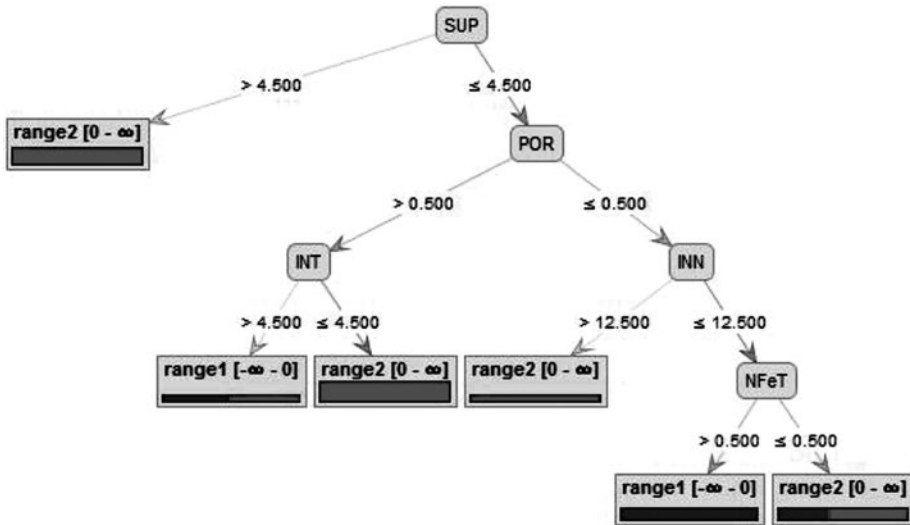 SUP
> 4.500 ≤ 4.500
range2 [0 - ∞]
POR
> 0.500 ≤ 0.500
INT INN
> 4.500 ≤ 4.500 > 12.500 ≤ 12.500
range1 [-∞ - 0] range2 [0 - ∞] range2 [0 - ∞]
NFeT
> 0.500 ≤ 0.500
range1 [-∞ - 0] range2 [0 - ∞]